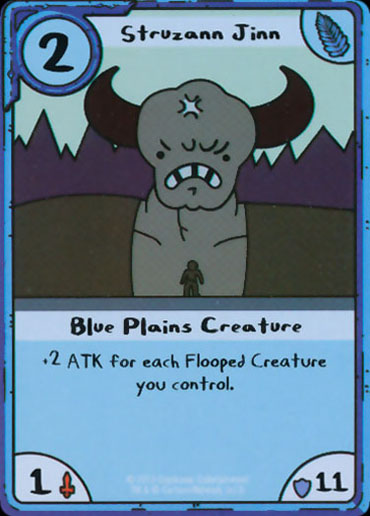 2
Struzann Jinn
Blue Plains Creature
+2 ATK for each Flooped Creature
you control.
1
11